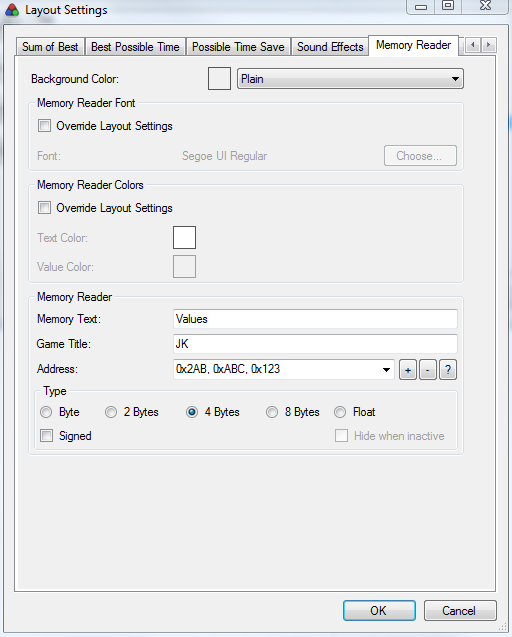 Layout Settings
Sum of Best Best Possible Time Possible Time Save Sound Effects Memory Reader
Background Color: Plain
Memory Reader Font
Override Layout Settings
Font: Segoe UI Regular Choose...
Memory Reader Colors
Override Layout Settings
Text Color:
Value Color:
Memory Reader
Memory Text: Values
Game Title: JK
Address: 0x2AB, 0xABC, 0x123 + - ?
Type
Byte 2 Bytes 4 Bytes 8 Bytes Float
Signed Hide when inactive
OK Cancel